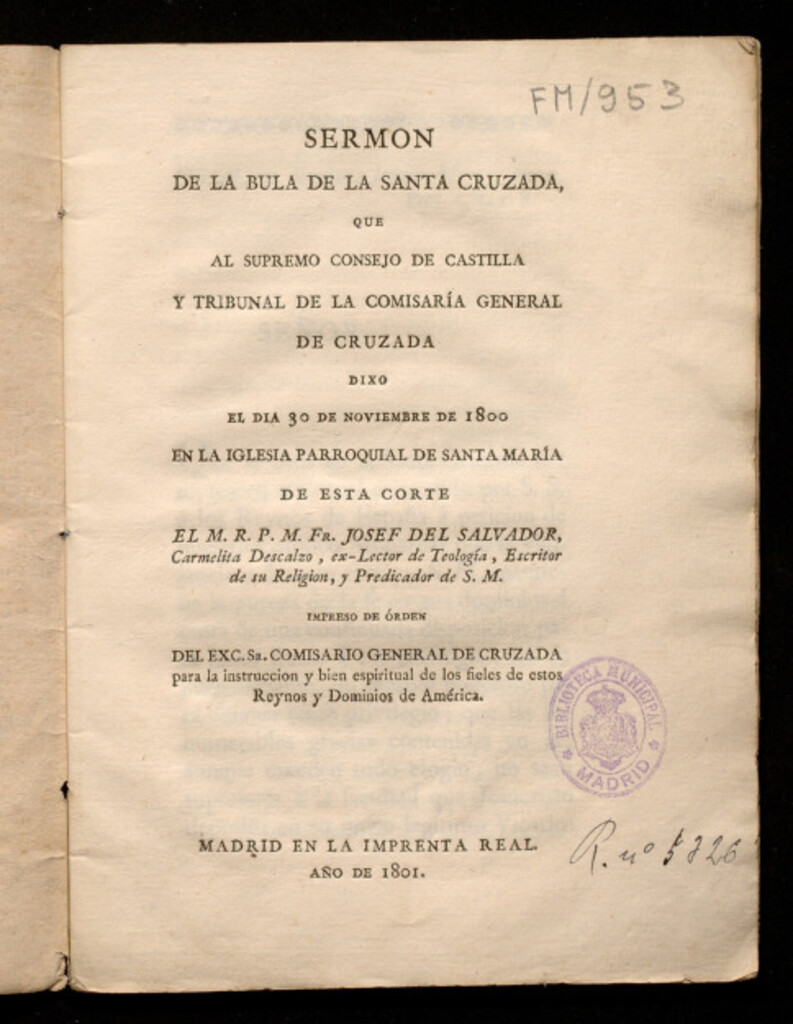 FM/953
SERMON
DE LA BULA DE LA SANTA CRUZADA,
QUE
AL SUPREMO CONSEJO DE CASTILLA
Y TRIBUNAL DE LA COMISARÍA GENERAL
DE CRUZADA
DIXO
EL DIA 30 DE NOVIEMBRE DE 1800
EN LA IGLESIA PARROQUIAL DE SANTA MARÍA
DE ESTA CORTE
EL M. R. P. M. FR. JOSEF DEL SALVADOR,
Carmelita Descalzo, ex-Lector de Teología, Escritor
de su Religion, y Predicador de S. M.
IMPRESO DE ÓRDEN
DEL EXC. SR. COMISARIO GENERAL DE CRUZADA
para la instruccion y bien espiritual de los fieles de estos
Reynos y Dominios de América.
BIBLIOTECA MUNICIPAL
MADRID
MADRID EN LA IMPRENTA REAL.
AÑO DE 1801.
R. nº 5326